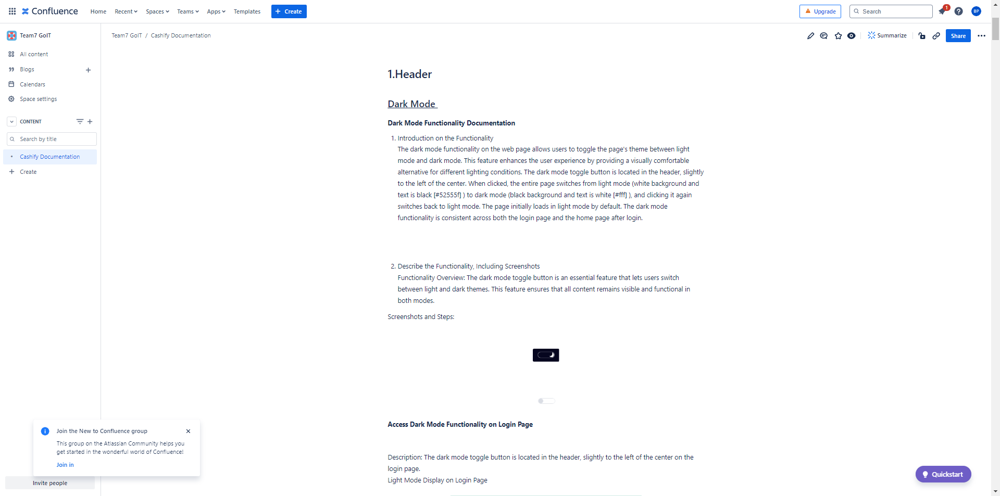 Confluence
Home
Recent
Spaces
Teams
Apps
Templates
+ Create
Upgrade
Search
1
BP
Team7 GoIT
All content
Blogs
Calendars
Space settings
CONTENT
Search by title
Cashify Documentation
Create
Team7 GoIT / Cashify Documentation
Summarize
Share
1.Header
Dark Mode
Dark Mode Functionality Documentation
1. Introduction on the Functionality
The dark mode functionality on the web page allows users to toggle the page's theme between light
mode and dark mode. This feature enhances the user experience by providing a visually comfortable
alternative for different lighting conditions. The dark mode toggle button is located in the header, slightly
to the left of the center. When clicked, the entire page switches from light mode (white background and
text is black [#52555f] ) to dark mode (black background and text is white [#fff] ), and clicking it again
switches back to light mode. The page initially loads in light mode by default. The dark mode
functionality is consistent across both the login page and the home page after login.
2. Describe the Functionality, Including Screenshots
Functionality Overview: The dark mode toggle button is an essential feature that lets users switch
between light and dark themes. This feature ensures that all content remains visible and functional in
both modes.
Screenshots and Steps:
Access Dark Mode Functionality on Login Page
Description: The dark mode toggle button is located in the header, slightly to the left of the center on the
login page.
Light Mode Display on Login Page
Join the New to Confluence group
This group on the Atlassian Community helps you
get started in the wonderful world of Confluence!
Join in
Invite people
Quickstart